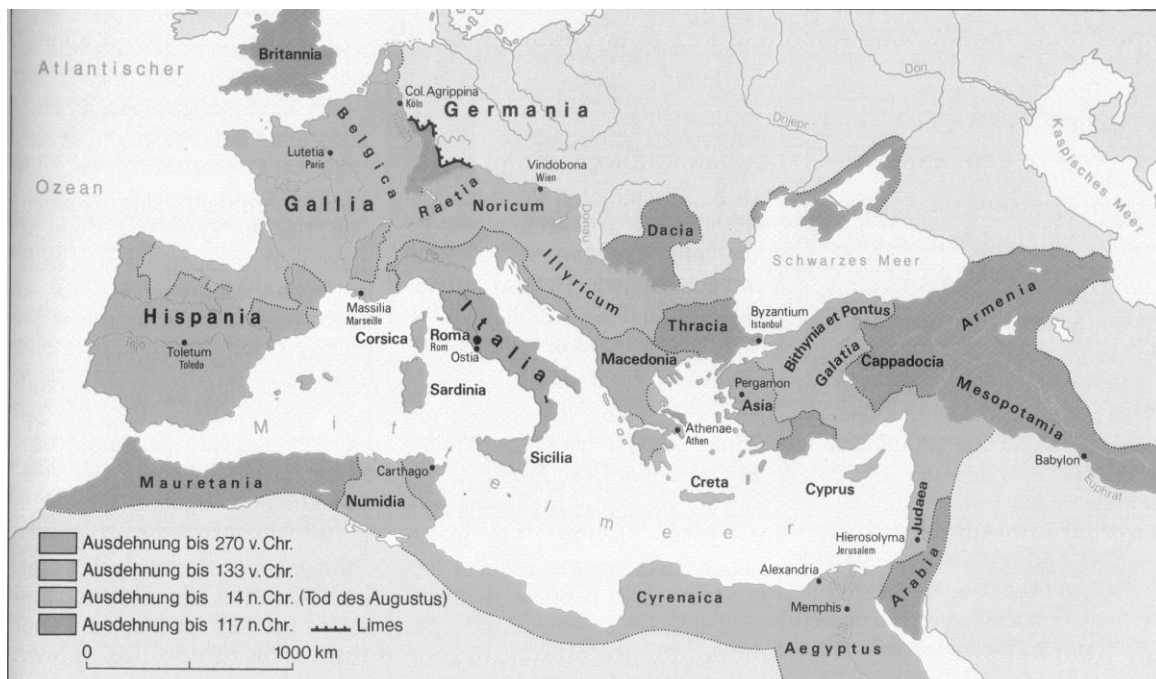 Britannia
Atlantischer
Ozean
Col. Agrippina
Köln
Germania
Belgica
Lutetia
Paris
Vindobona
Wien
Gallia
Raetia
Noricum
Donau
Dacia
Don
Dnjepr
Kaspisches Meer
Schwarzes Meer
Illyricum
Po
Hispania
Toletum
Toledo
Massilia
Marseille
Corsica
Roma
Rom
Ostia
Italia
Sardinia
Sicilia
Thracia
Macedonia
Byzantium
Istanbul
Bithynia et Pontus
Galatia
Cappadocia
Armenia
Mesopotamia
Pergamon
Asia
Athenae
Athen
Creta
Cyprus
Babylon
Euphrat
Mittelmeer
Mauretania
Carthago
Numidia
Judaea
Hierosolyma
Jerusalem
Arabia
Alexandria
Memphis
Cyrenaica
Aegyptus
Ausdehnung bis 270 v. Chr.
Ausdehnung bis 133 v. Chr.
Ausdehnung bis 14 n. Chr. (Tod des Augustus)
Ausdehnung bis 117 n. Chr.
Limes
0 1000 km